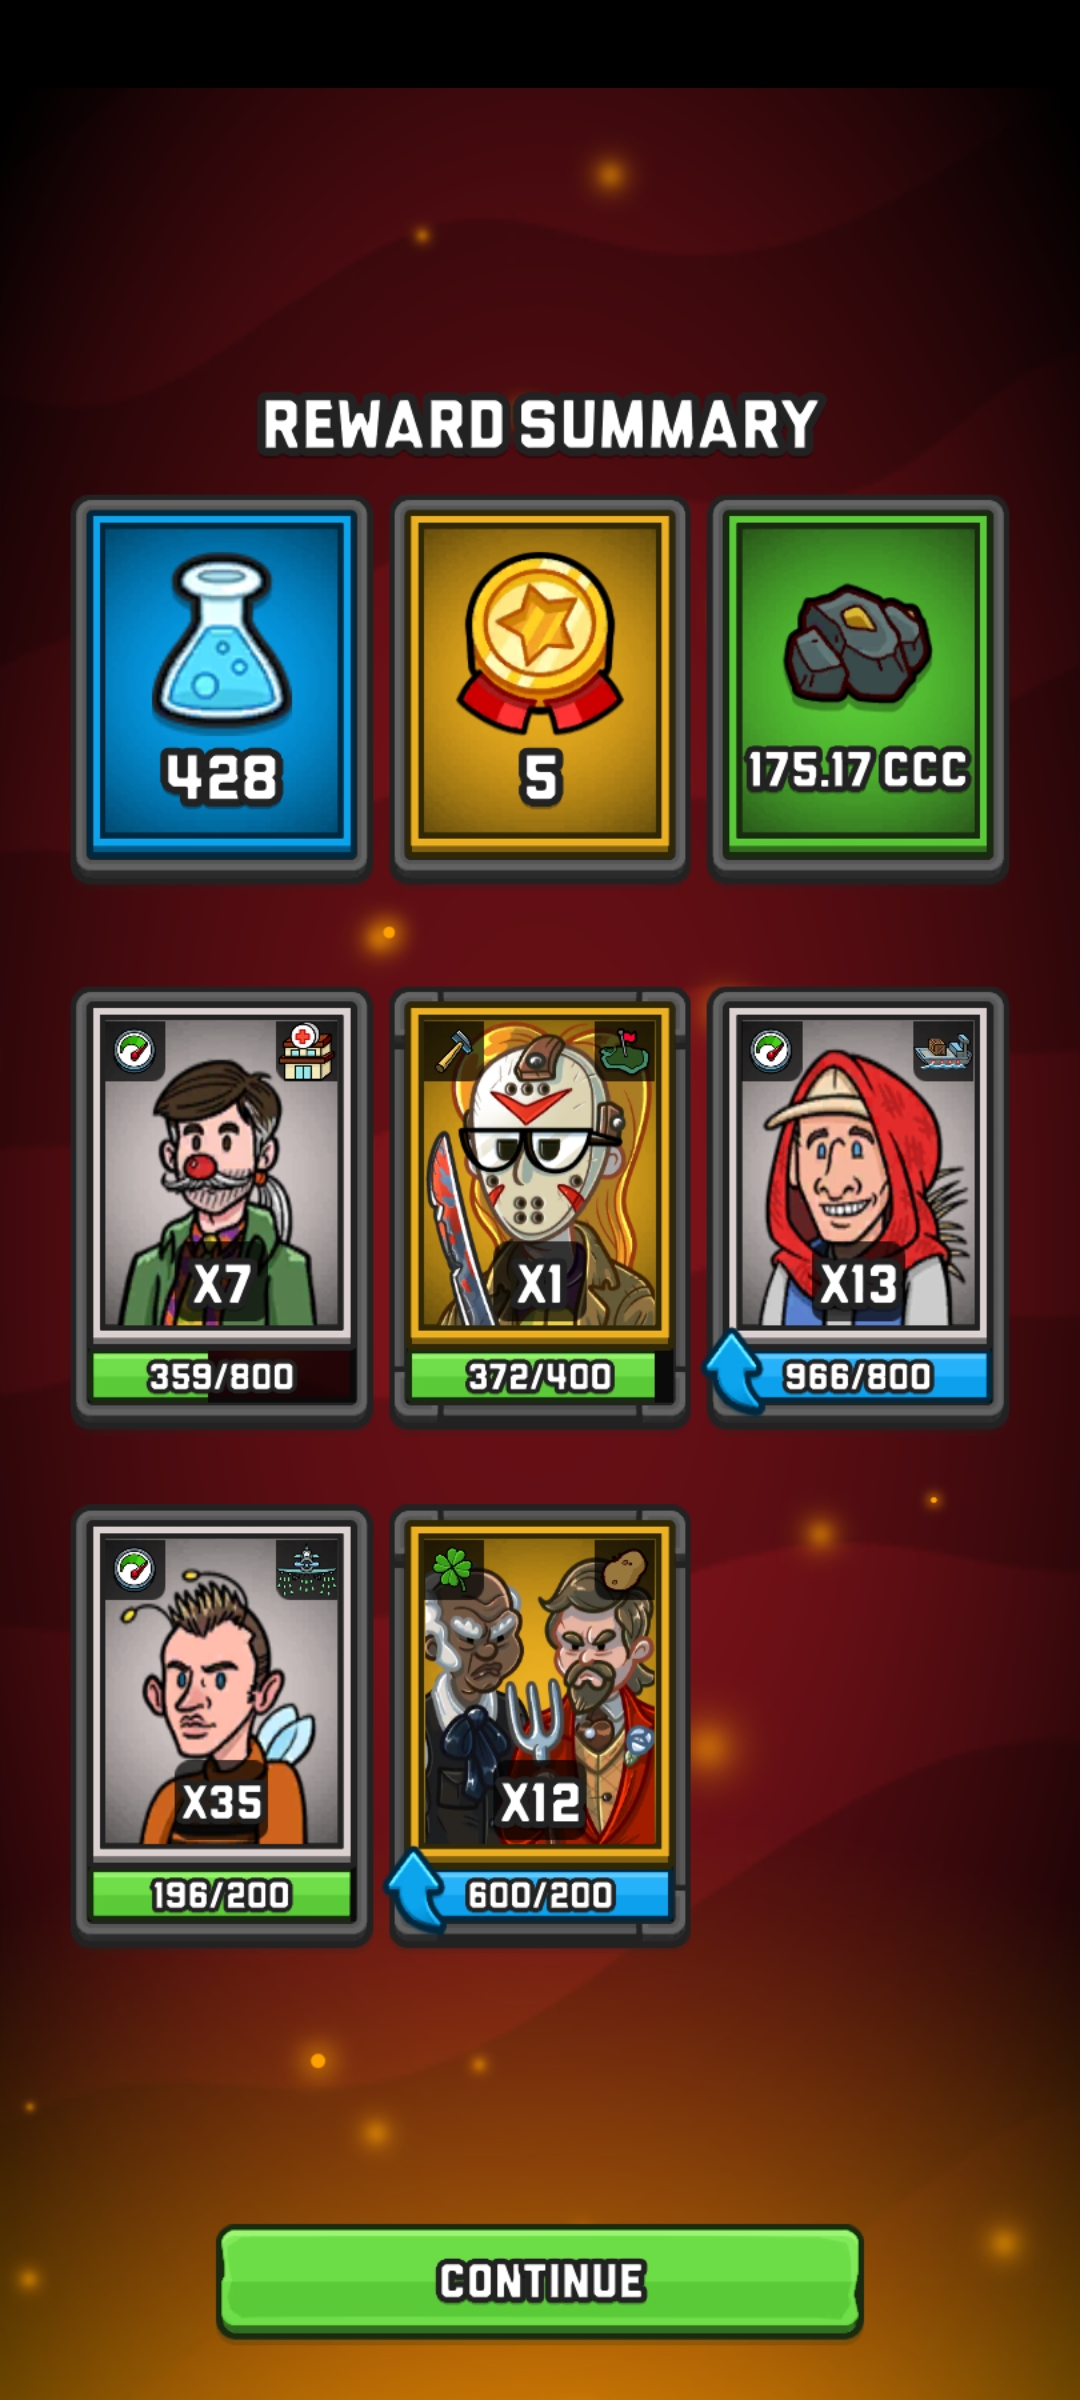 REWARD SUMMARY
428
5
175.17 CCC
X7
X1
X13
359/800
372/400
966/800
X35
X12
196/200
600/200
CONTINUE